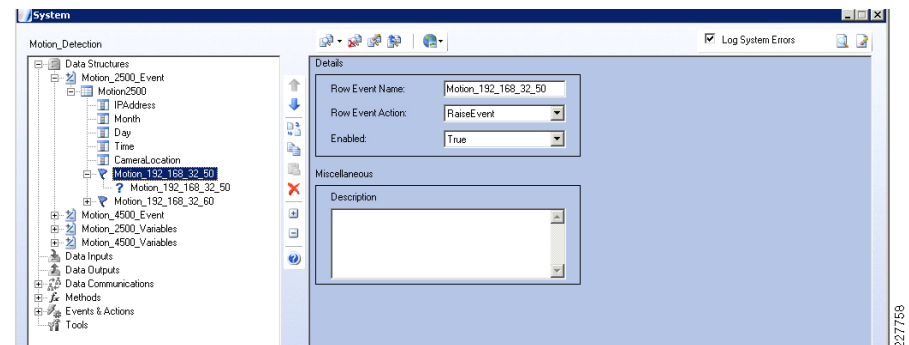 System
Motion_Detection
Log System Errors
Data Structures
Motion_2500_Event
Motion2500
IPAddress
Month
Day
Time
CameraLocation
Motion_192_168_32_50
Motion_192_168_32_50
Motion_192_168_32_60
Motion_4500_Event
Motion_2500_Variables
Motion_4500_Variables
Data Inputs
Data Outputs
Data Communications
Methods
Events & Actions
Tools
Details
Row Event Name: Motion_192_168_32_50
Row Event Action: RaiseEvent
Enabled: True
Miscellaneous
Description
227758